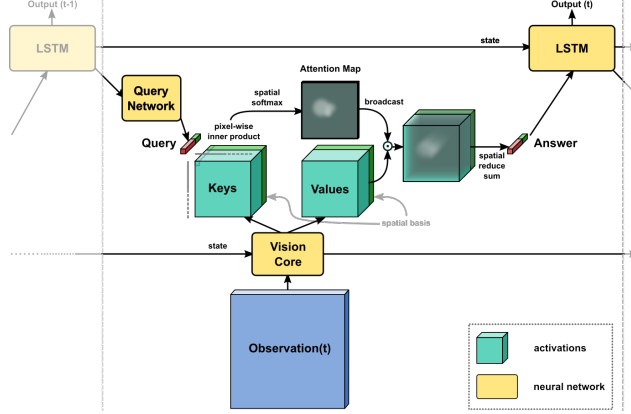 Output (t-1)
Output (t)
LSTM
state
LSTM
Attention Map
Query
Network
spatial
softmax
broadcast
pixel-wise
inner product
Query
Answer
spatial
reduce
sum
Keys
Values
spatial basis
state
Vision
Core
Observation(t)
activations
neural network